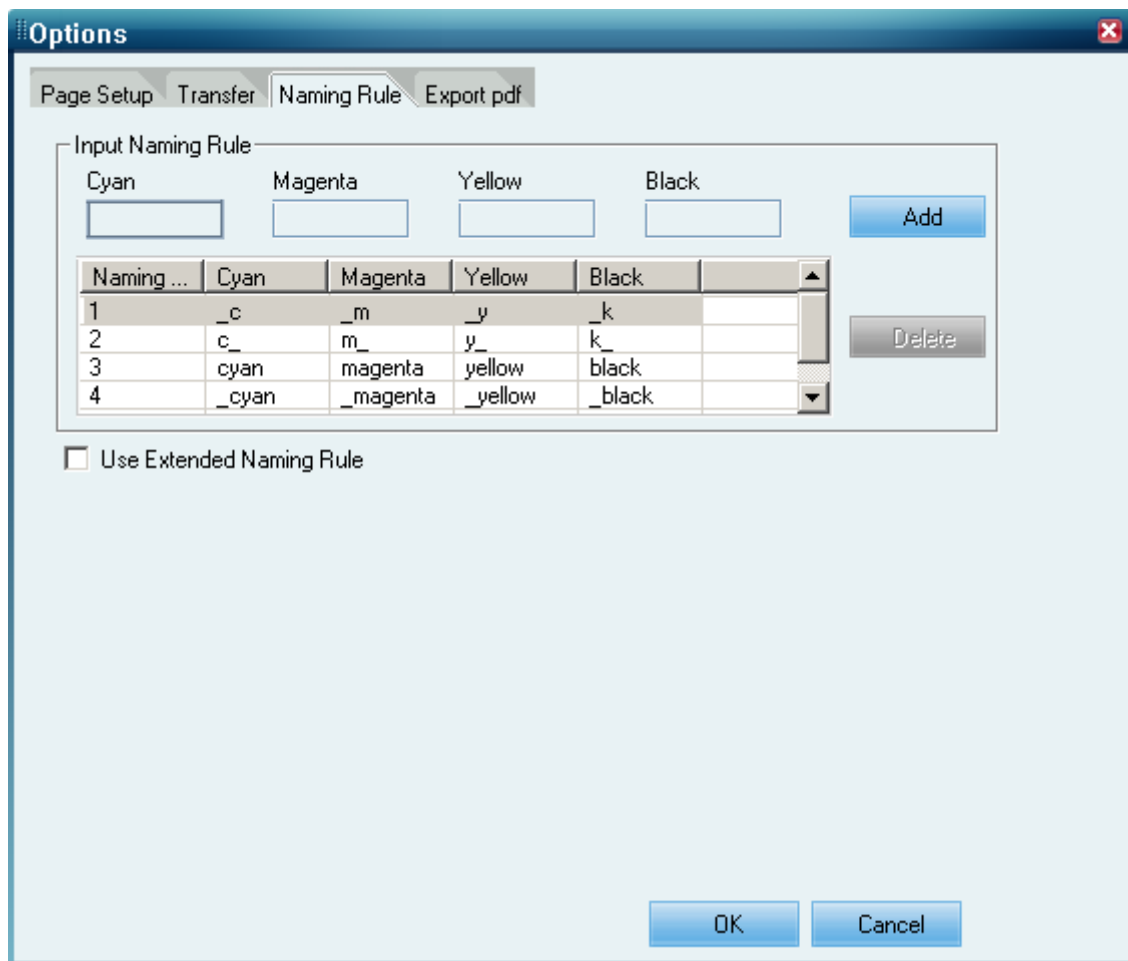 Options
Page Setup Transfer Naming Rule Export pdf
Input Naming Rule
Cyan Magenta Yellow Black
Add
Naming ... Cyan Magenta Yellow Black
1 _c _m _y _k
2 c_ m_ y_ k_
Delete
3 cyan magenta yellow black
4 _cyan _magenta _yellow _black
Use Extended Naming Rule
OK Cancel